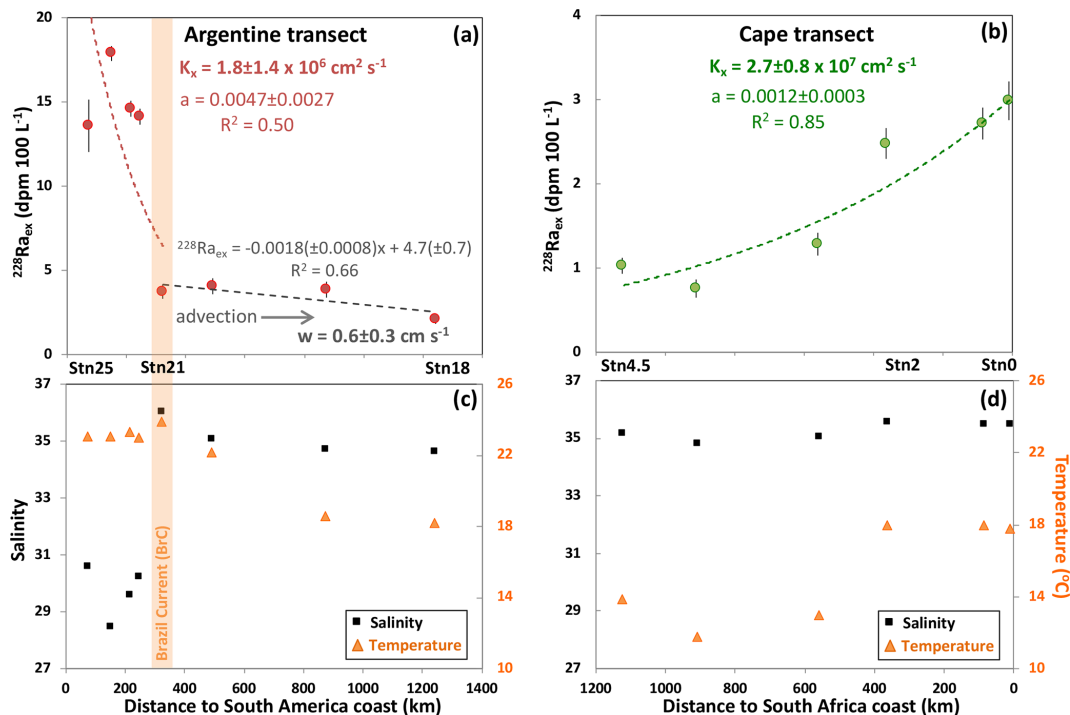 Argentine transect
(a)
Kx = 1.8±1.4 x 10⁶ cm² s⁻¹
a = 0.0047±0.0027
R² = 0.50
²²⁸Raex = -0.0018(±0.0008)x + 4.7(±0.7)
R² = 0.66
advection
w = 0.6±0.3 cm s⁻¹
²²⁸Raex (dpm 100 L⁻¹)
20
15
10
5
0
Stn25
Stn21
Stn18
Cape transect
(b)
Kx = 2.7±0.8 x 10⁷ cm² s⁻¹
a = 0.0012±0.0003
R² = 0.85
²²⁸Raex (dpm 100 L⁻¹)
4
3
2
1
0
Stn4.5
Stn2
Stn0
(c)
Salinity
37
35
33
31
29
27
Brazil Current (BrC)
Salinity
Temperature
26
22
18
14
10
0
200
400
600
800
1000
1200
1400
Distance to South America coast (km)
(d)
37
35
33
31
29
27
Salinity
Temperature
26
22
18
14
10
Temperature (°C)
1200
1000
800
600
400
200
0
Distance to South Africa coast (km)